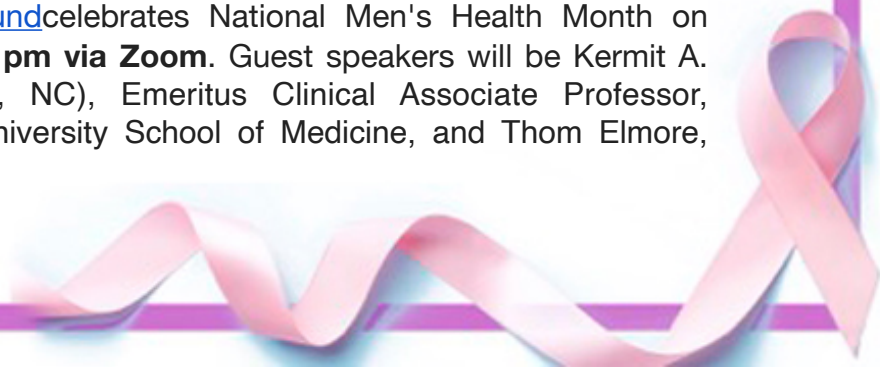 undcelebrates National Men's Health Month on
pm via Zoom. Guest speakers will be Kermit A.
, NC), Emeritus Clinical Associate Professor,
niversity School of Medicine, and Thom Elmore,